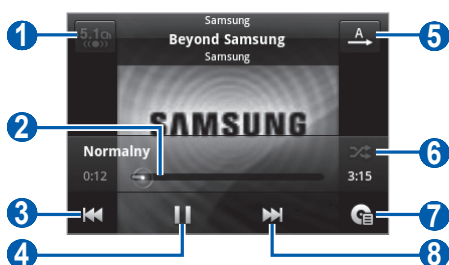 Samsung
1
5.1ch
Beyond Samsung
A
5
Samsung
2
SAMSUNG
Normalny
6
0:12
3:15
3
7
4
8